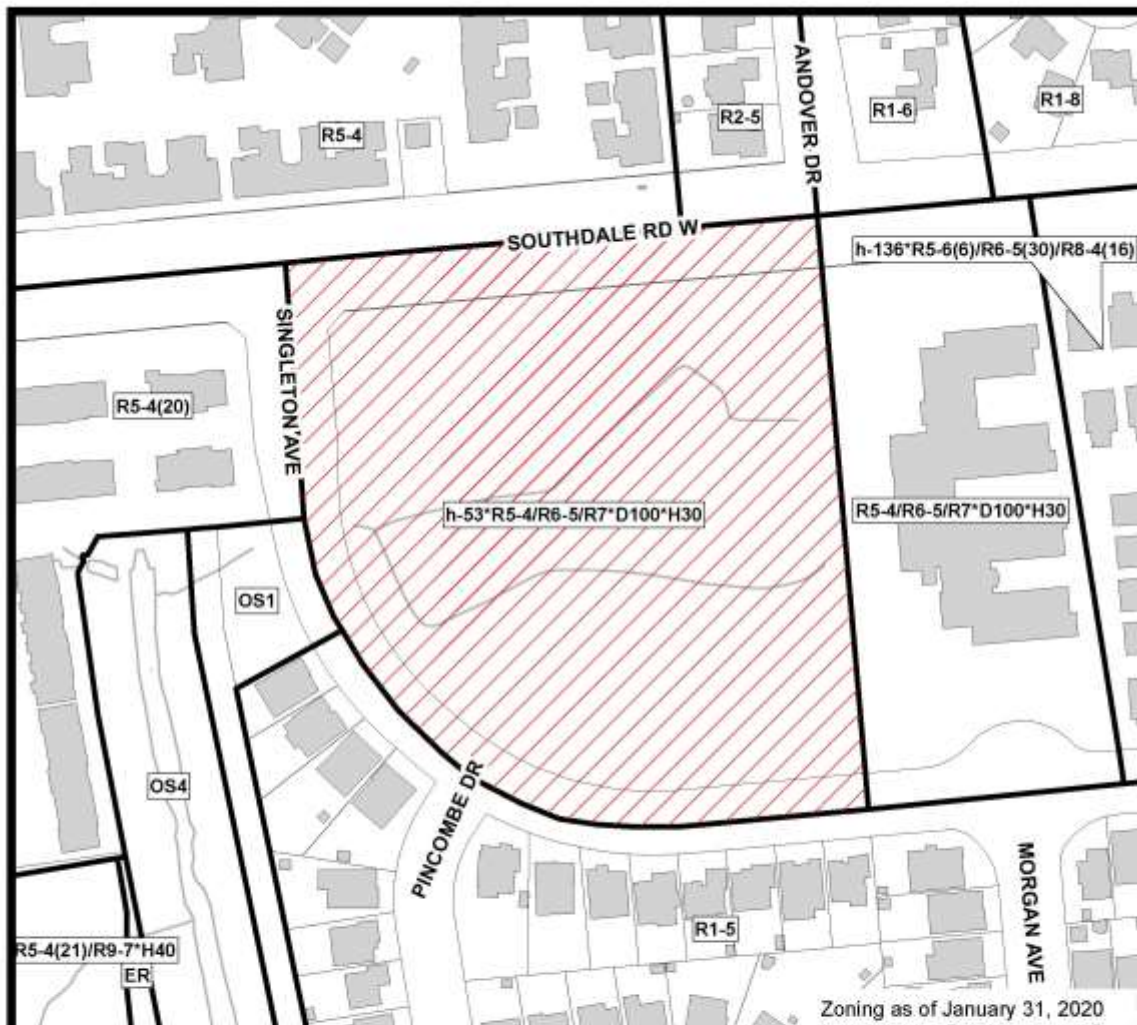 ANDOVER DR
R2-5
R1-6
R1-8
R5-4
SOUTHDALE RD W
h-136*R5-6(6)/R6-5(30)/R8-4(16)
SINGLETON AVE
R5-4(20)
h-53*R5-4/R6-5/R7*D100*H30
R5-4/R6-5/R7*D100*H30
OS1
OS4
PINCOMBE DR
R1-5
MORGAN AVE
R5-4(21)/R9-7*H40
ER
Zoning as of January 31, 2020